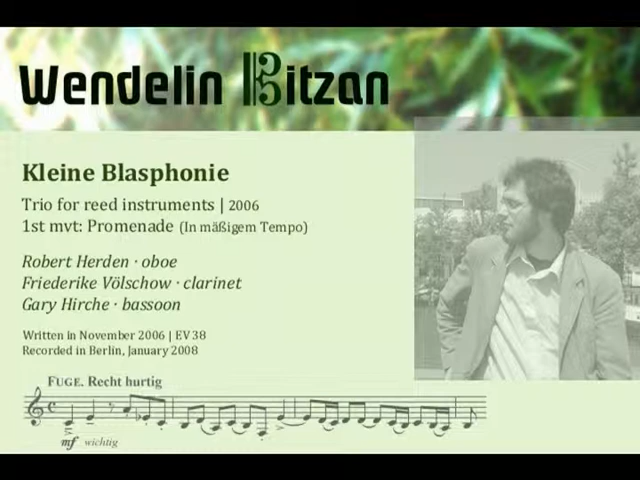 Wendelin Bitzan
Kleine Blasphonie
Trio for reed instruments | 2006
1st mvt: Promenade (In mäßigem Tempo)
Robert Herden · oboe
Friederike Völschow · clarinet
Gary Hirche · bassoon
Written in November 2006 | EV 38
Recorded in Berlin, January 2008
FUGE. Recht hurtig
mf wichtig